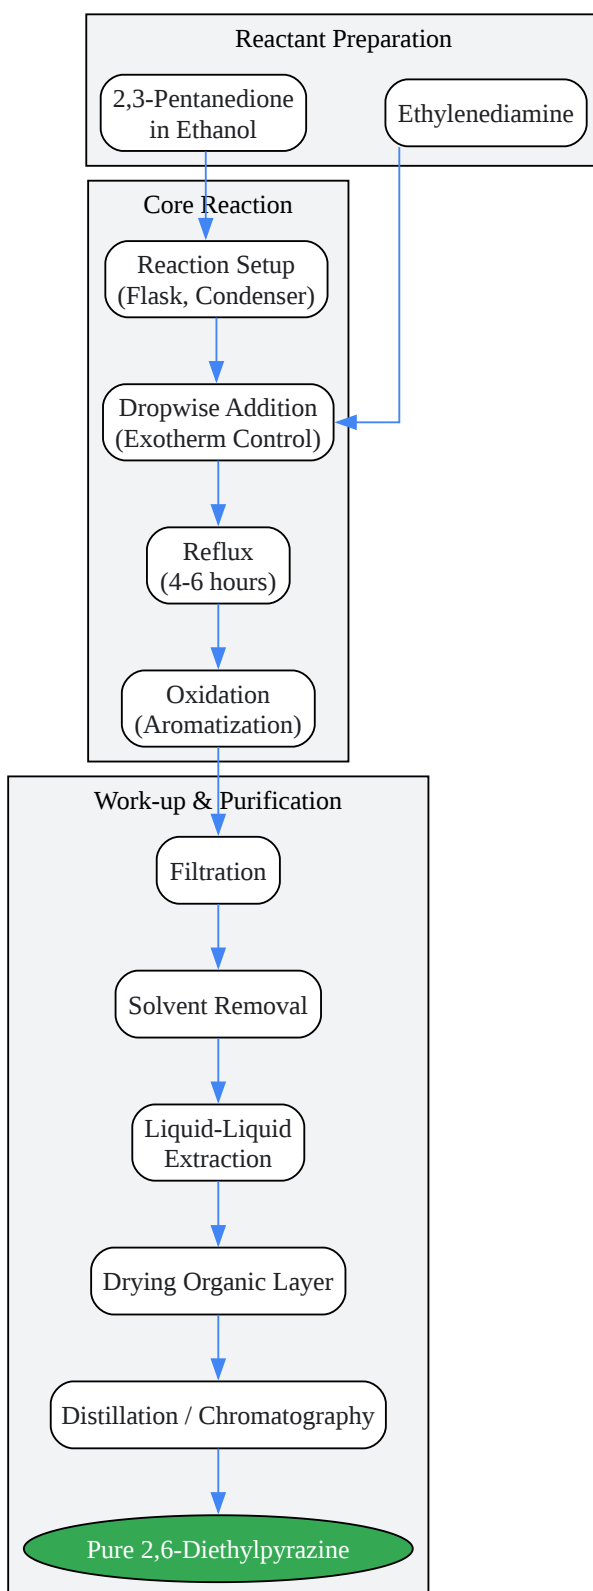 Reactant Preparation
2,3-Pentanedione
in Ethanol
Ethylenediamine
Core Reaction
Reaction Setup
(Flask, Condenser)
Dropwise Addition
(Exotherm Control)
Reflux
(4-6 hours)
Oxidation
(Aromatization)
Work-up & Purification
Filtration
Solvent Removal
Liquid-Liquid
Extraction
Drying Organic Layer
Distillation / Chromatography
Pure 2,6-Diethylpyrazine